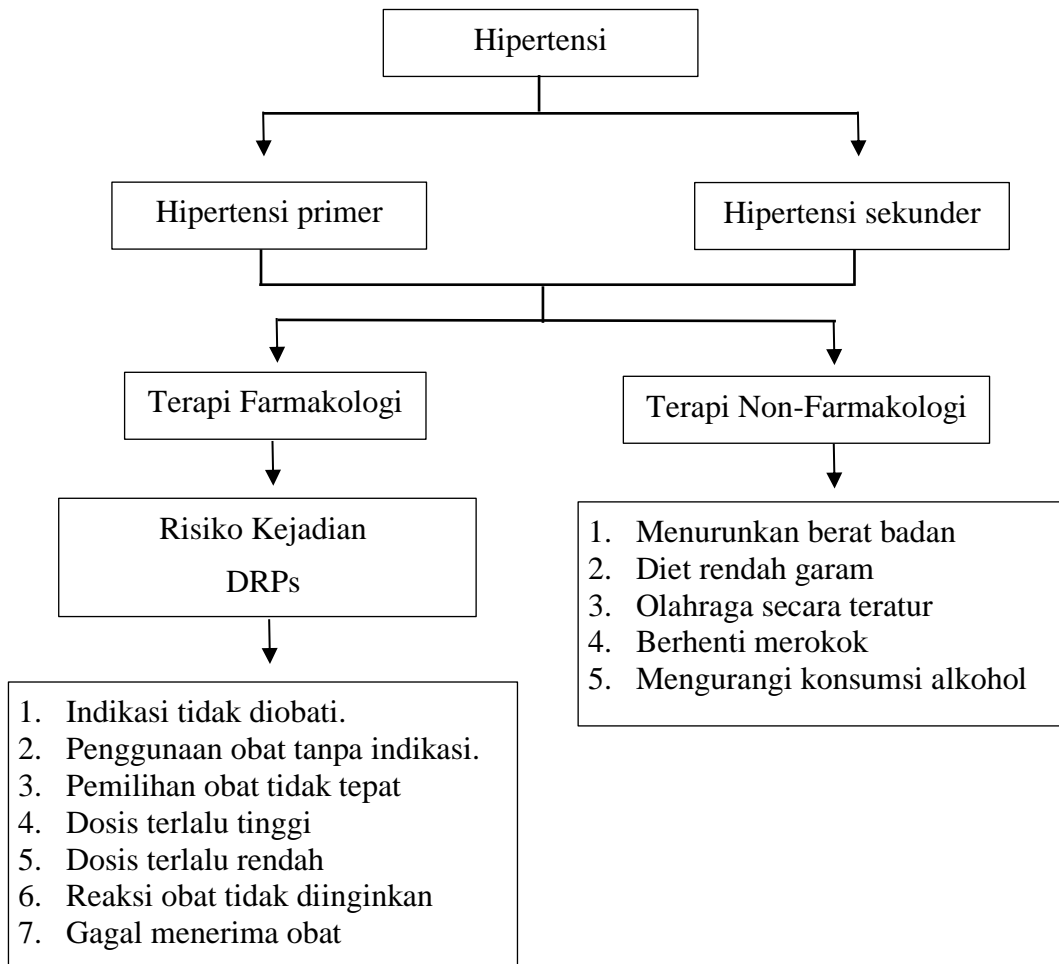 Hipertensi
Hipertensi primer
Hipertensi sekunder
Terapi Farmakologi
Terapi Non-Farmakologi
Risiko Kejadian
DRPs
1. Menurunkan berat badan
2. Diet rendah garam
3. Olahraga secara teratur
4. Berhenti merokok
5. Mengurangi konsumsi alkohol
1. Indikasi tidak diobati.
2. Penggunaan obat tanpa indikasi.
3. Pemilihan obat tidak tepat
4. Dosis terlalu tinggi
5. Dosis terlalu rendah
6. Reaksi obat tidak diinginkan
7. Gagal menerima obat